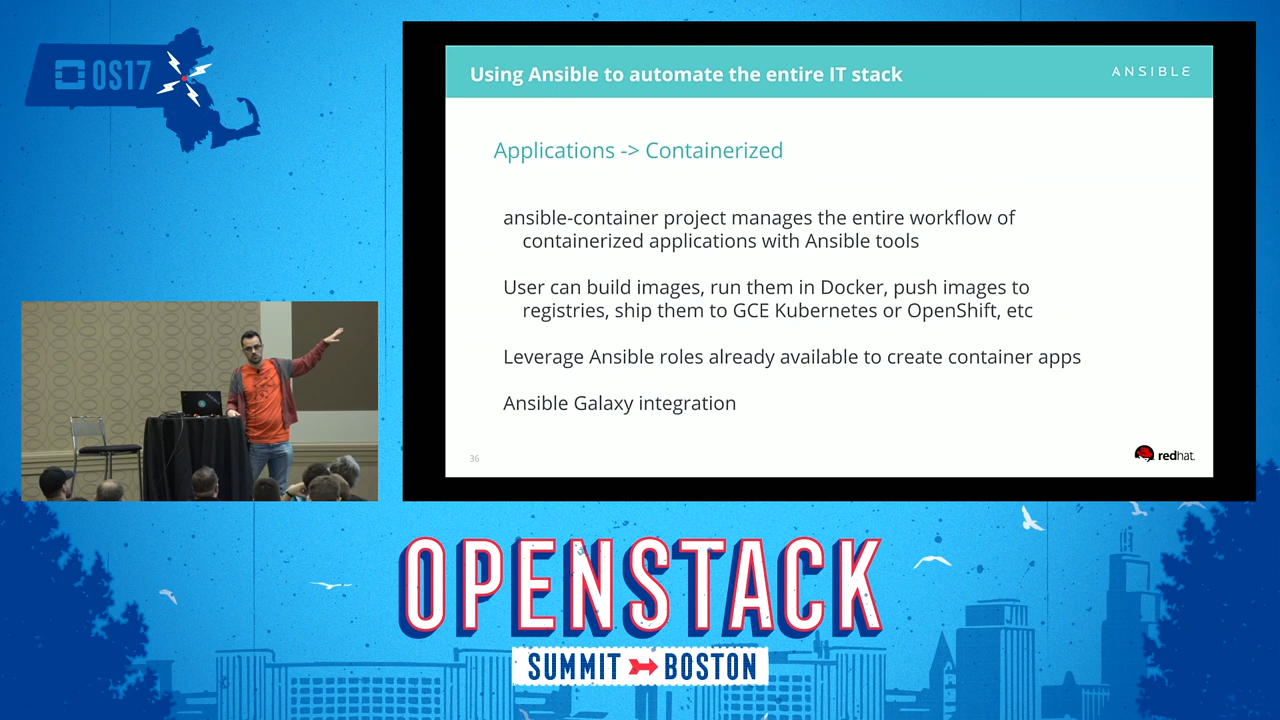 OS17
Using Ansible to automate the entire IT stack
ANSIBLE
Applications -> Containerized
ansible-container project manages the entire workflow of
containerized applications with Ansible tools
User can build images, run them in Docker, push images to
registries, ship them to GCE Kubernetes or OpenShift, etc
Leverage Ansible roles already available to create container apps
Ansible Galaxy integration
36
redhat.
OPENSTACK
SUMMIT BOSTON